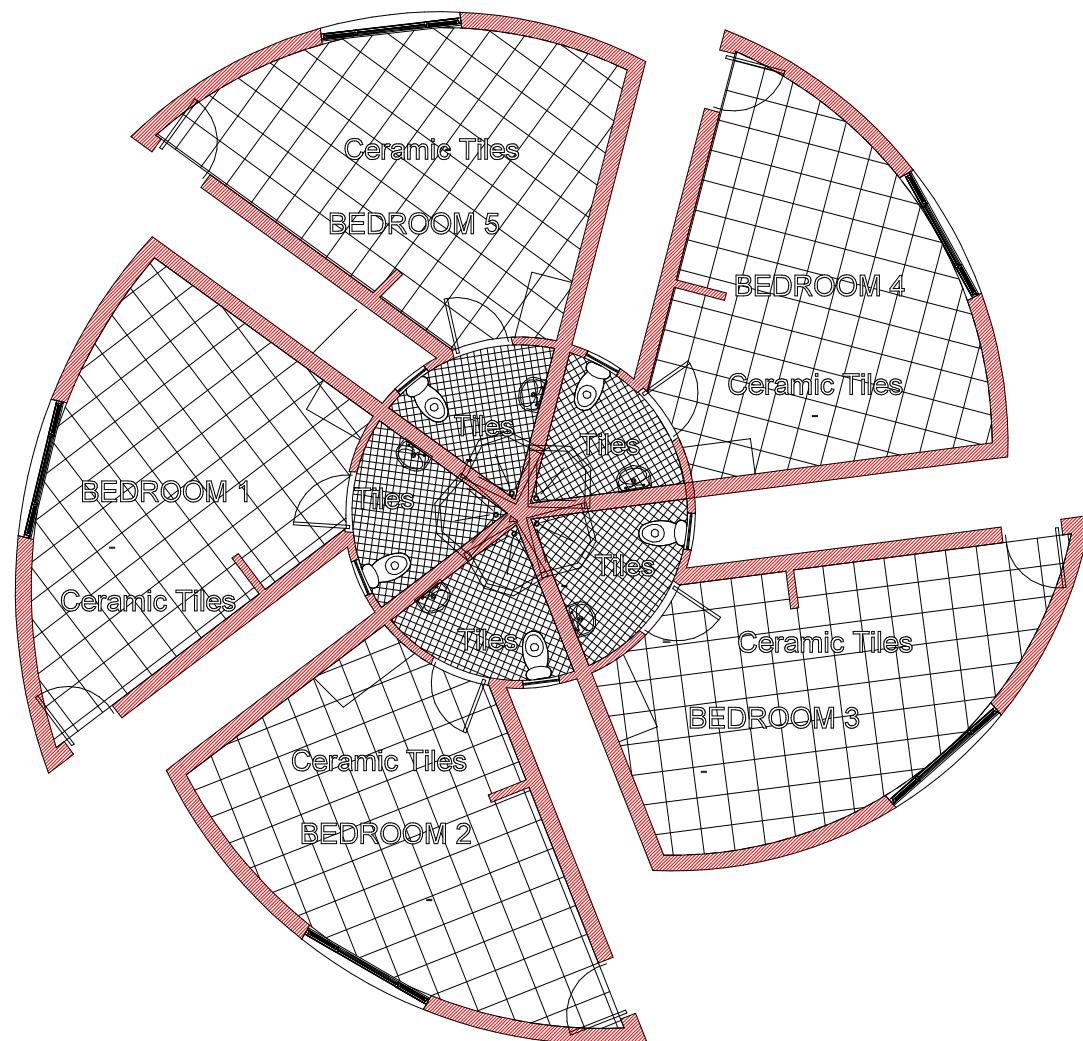 Ceramic Tiles
BEDROOM 5
BEDROOM 4
Ceramic Tiles
Tiles
Tiles
BEDROOM 1
Tiles
Ceramic Tiles
Tiles
Tiles
Ceramic Tiles
BEDROOM 3
Ceramic Tiles
BEDROOM 2